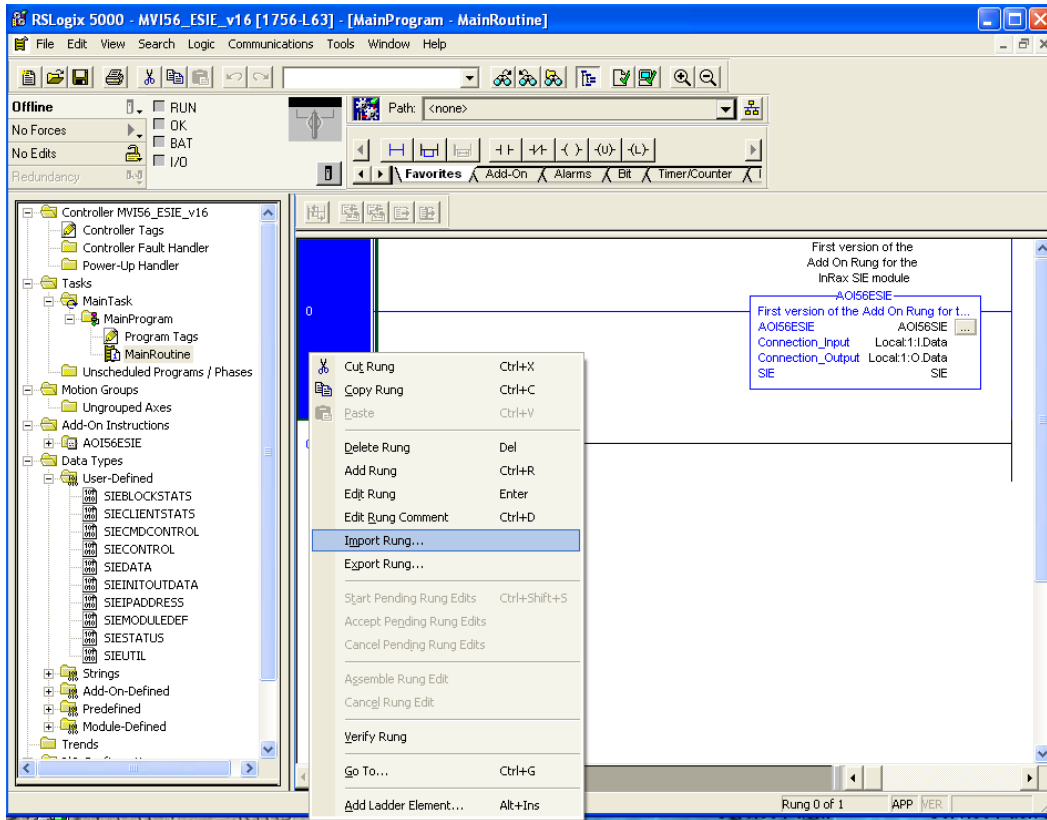 RSLogix 5000 - MVI56_ESIE_v16 [1756-L63] - [MainProgram - MainRoutine]
File Edit View Search Logic Communications Tools Window Help
Offline
RUN
No Forces
OK
No Edits
BAT
Redundancy
I/O
Path: <none>
Favorites Add-On Alarms Bit Timer/Counter
Controller MVI56_ESIE_v16
Controller Tags
Controller Fault Handler
Power-Up Handler
Tasks
MainTask
MainProgram
Program Tags
MainRoutine
Unscheduled Programs / Phases
Motion Groups
Ungrouped Axes
Add-On Instructions
AOI56ESIE
Data Types
User-Defined
SIEBLOCKSTATS
SIECLIENTSTATS
SIECMDCONTROL
SIECONTROL
SIEDATA
SIEINITOUTDATA
SIEIPADDRESS
SIEMODULEDEF
SIESTATUS
SIEUTIL
Strings
Add-On-Defined
Predefined
Module-Defined
Trends
0
First version of the
Add On Rung for the
InRax SIE module
AOI56ESIE
First version of the Add On Rung for t...
AOI56ESIE AOI56SIE ...
Connection_Input Local:1:I.Data
Connection_Output Local:1:O.Data
SIE SIE
Cut Rung Ctrl+X
Copy Rung Ctrl+C
Paste Ctrl+V
Delete Rung Del
Add Rung Ctrl+R
Edit Rung Enter
Edit Rung Comment Ctrl+D
Import Rung...
Export Rung...
Start Pending Rung Edits Ctrl+Shift+S
Accept Pending Rung Edits
Cancel Pending Rung Edits
Assemble Rung Edit
Cancel Rung Edit
Verify Rung
Go To... Ctrl+G
Add Ladder Element... Alt+Ins
Rung 0 of 1 APP VER